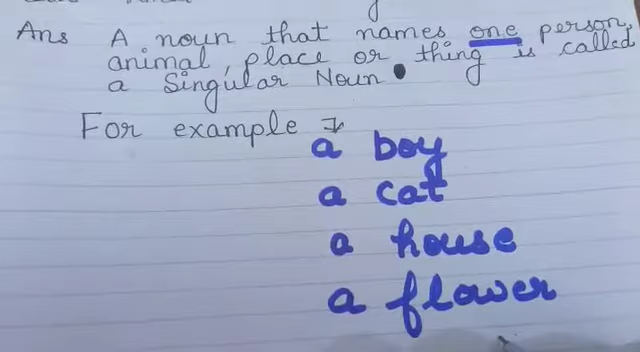 Ans A noun that names one person,
animal, place or thing is called
a Singular Noun.
For example :-
a boy
a cat
a house
a flower